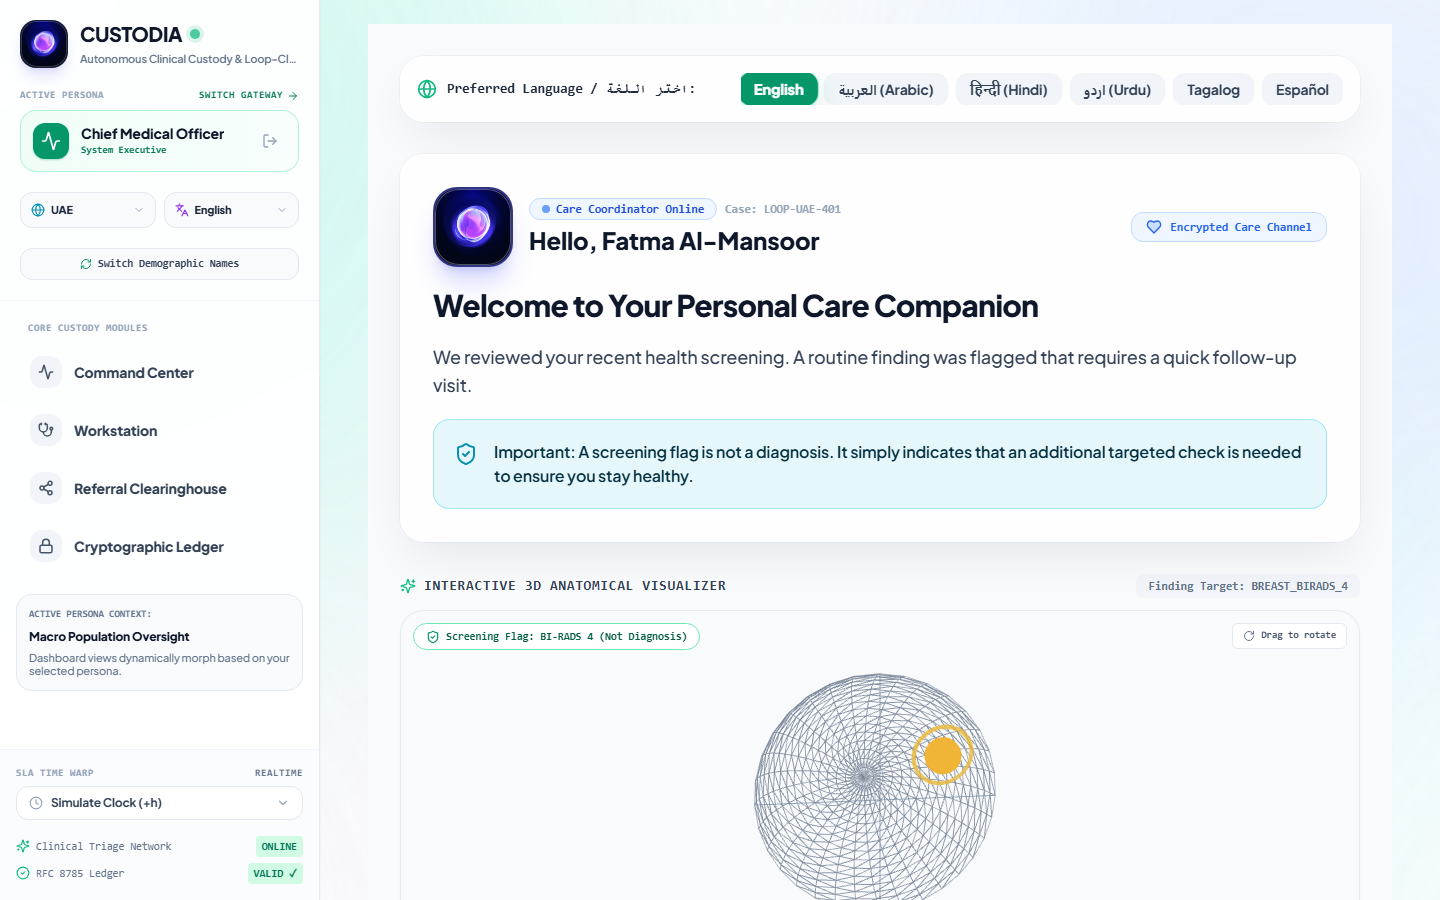 CUSTODIA
Autonomous Clinical Custody & Loop-Cl...
ACTIVE PERSONA
SWITCH GATEWAY →
Chief Medical Officer
System Executive
UAE
English
Switch Demographic Names
CORE CUSTODY MODULES
Command Center
Workstation
Referral Clearinghouse
Cryptographic Ledger
ACTIVE PERSONA CONTEXT:
Macro Population Oversight
Dashboard views dynamically morph based on your
selected persona.
SLA TIME WARP
REALTIME
Simulate Clock (+h)
Clinical Triage Network
ONLINE
RFC 8785 Ledger
VALID ✓
Preferred Language / اختر اللغة:
English
العربية (Arabic)
हिन्दी (Hindi)
اردو (Urdu)
Tagalog
Español
Care Coordinator Online
Case: LOOP-UAE-401
Hello, Fatma Al-Mansoor
Encrypted Care Channel
Welcome to Your Personal Care Companion
We reviewed your recent health screening. A routine finding was flagged that requires a quick follow-up
visit.
Important: A screening flag is not a diagnosis. It simply indicates that an additional targeted check is needed
to ensure you stay healthy.
INTERACTIVE 3D ANATOMICAL VISUALIZER
Finding Target: BREAST_BIRADS_4
Screening Flag: BI-RADS 4 (Not Diagnosis)
Drag to rotate